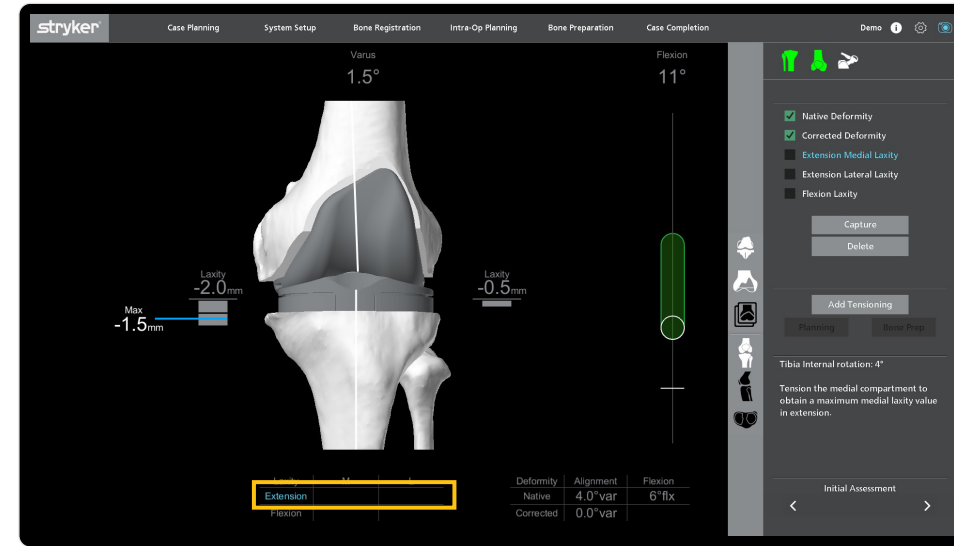 stryker
Case Planning System Setup Bone Registration Intra-Op Planning Bone Preparation Case Completion Demo i
Varus
1.5°
Flexion
11°
Native Deformity
Corrected Deformity
Extension Medial Laxity
Extension Lateral Laxity
Flexion Laxity
Capture
Delete
Laxity
-2.0mm
Laxity
-0.5mm
Max
-1.5mm
Add Tensioning
Planning Bone Prep
Tibia Internal rotation: 4°
Tension the medial compartment to
obtain a maximum medial laxity value
in extension.
Laxity M L
Extension
Flexion
Deformity Alignment Flexion
Native 4.0°var 6°flx
Corrected 0.0°var
Initial Assessment